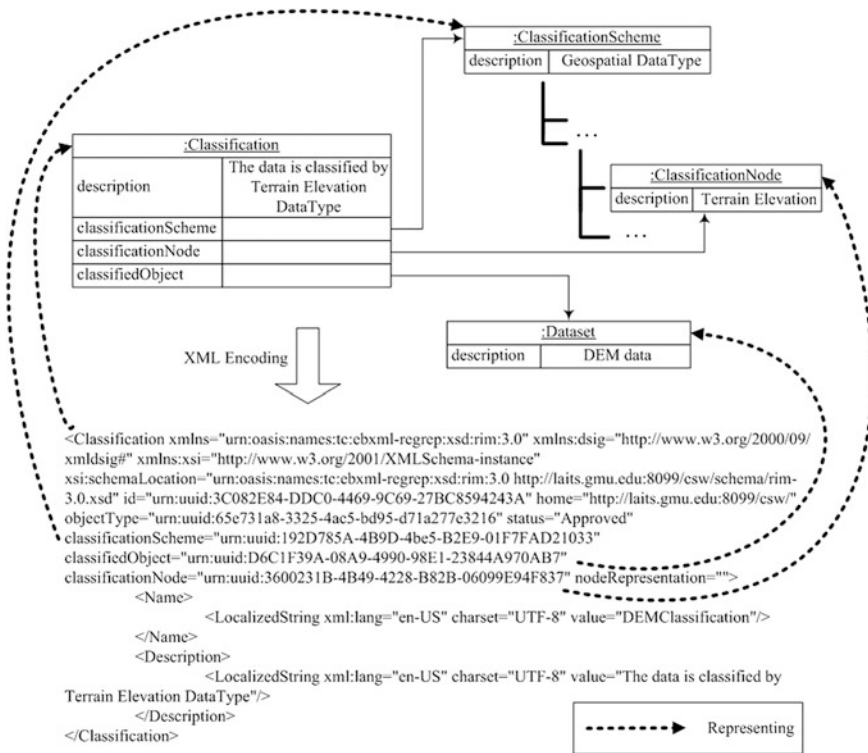 :ClassificationScheme
description Geospatial DataType
...
...
:Classification
description The data is classified by
Terrain Elevation
DataType
classificationScheme
classificationNode
classifiedObject
:ClassificationNode
description Terrain Elevation
:Dataset
description DEM data
XML Encoding
<Classification xmlns="urn:oasis:names:tc:ebxml-regrep:xsd:rim:3.0" xmlns:dsig="http://www.w3.org/2000/09/
xmldsig#" xmlns:xsi="http://www.w3.org/2001/XMLSchema-instance"
xsi:schemaLocation="urn:oasis:names:tc:ebxml-regrep:xsd:rim:3.0 http://laits.gmu.edu:8099/csw/schema/rim-
3.0.xsd" id="urn:uuid:3C082E84-DDC0-4469-9C69-27BC8594243A" home="http://laits.gmu.edu:8099/csw/"
objectType="urn:uuid:65e731a8-3325-4ac5-bd95-d71a277e3216" status="Approved"
classificationScheme="urn:uuid:192D785A-4B9D-4be5-B2E9-01F7FAD21033"
classifiedObject="urn:uuid:D6C1F39A-08A9-4990-98E1-23844A970AB7"
classificationNode="urn:uuid:3600231B-4B49-4228-B82B-06099E94F837" nodeRepresentation="">
<Name>
<LocalizedString xml:lang="en-US" charset="UTF-8" value="DEMClassification"/>
</Name>
<Description>
<LocalizedString xml:lang="en-US" charset="UTF-8" value="The data is classified by
Terrain Elevation DataType"/>
</Description>
</Classification>
Representing